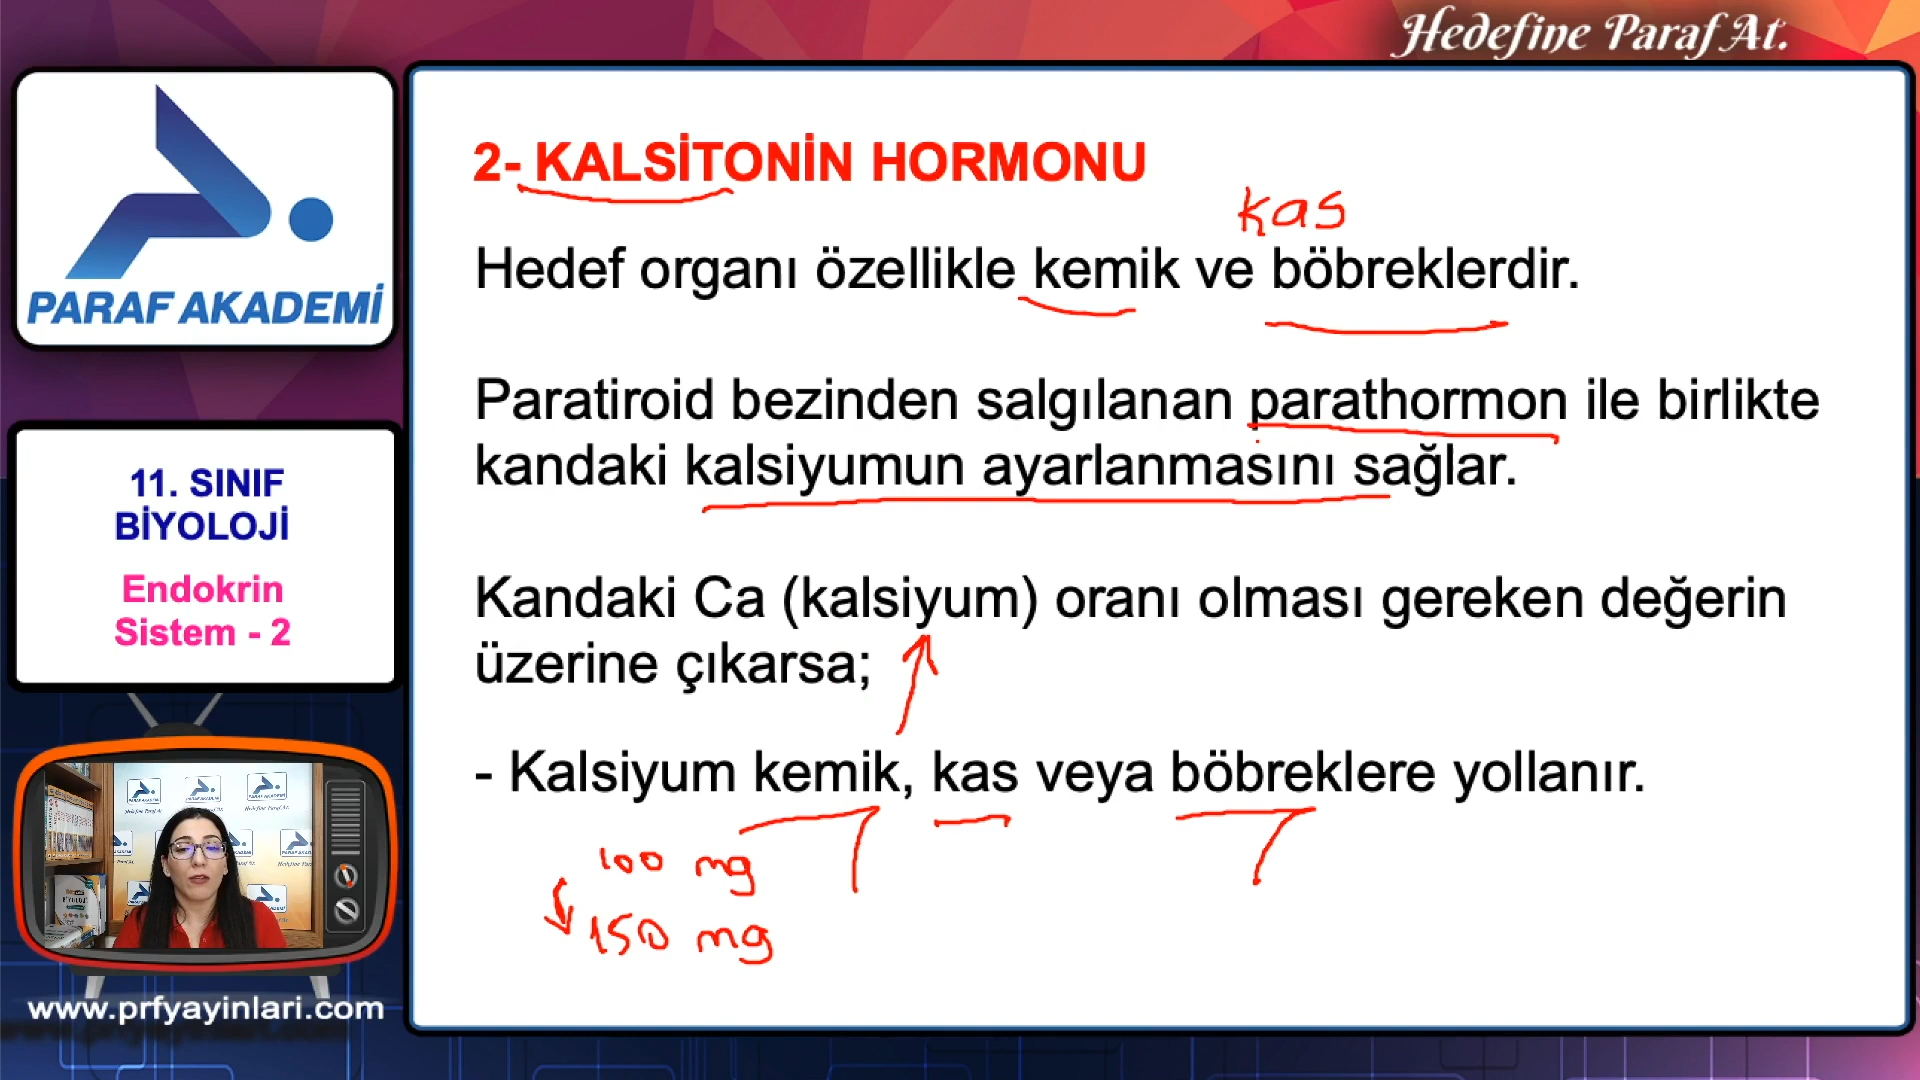 Hedefine Paraf At.
PARAF AKADEMİ
11. SINIF
BİYOLOJİ
Endokrin
Sistem - 2
www.prfyayinlari.com
2- KALSİTONİN HORMONU
kas
Hedef organı özellikle kemik ve böbreklerdir.
Paratiroid bezinden salgılanan parathormon ile birlikte
kandaki kalsiyumun ayarlanmasını sağlar.
Kandaki Ca (kalsiyum) oranı olması gereken değerin
üzerine çıkarsa;
- Kalsiyum kemik, kas veya böbreklere yollanır.
100 mg
150 mg